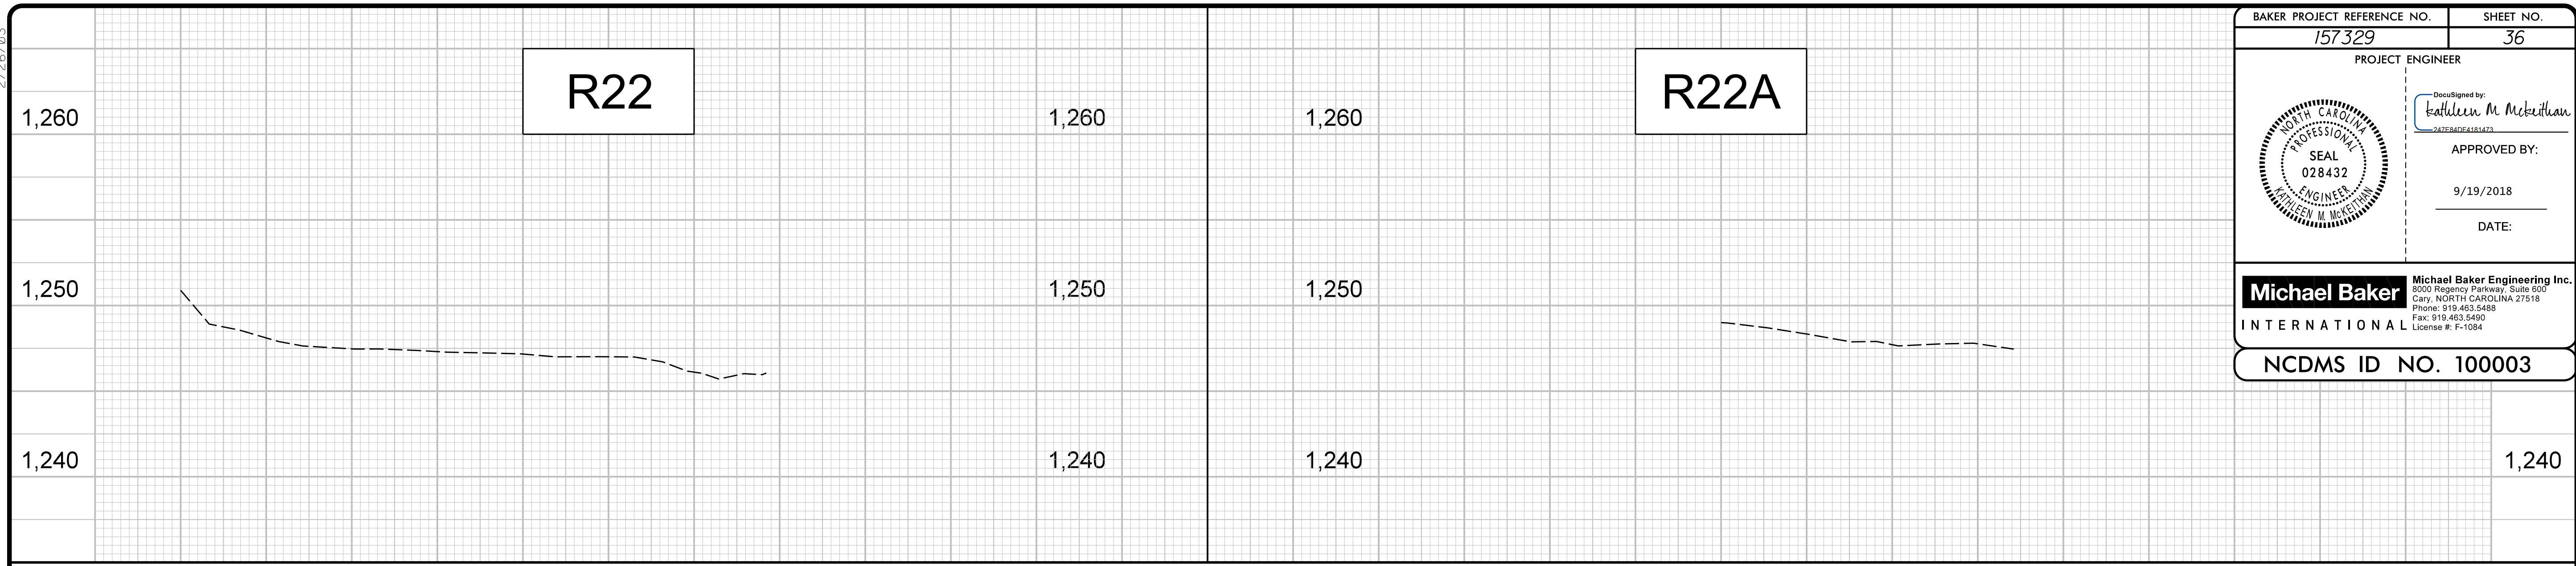 R22
R22A
1,260
1,260
1,260
1,250
1,250
1,250
1,240
1,240
1,240
1,240
BAKER PROJECT REFERENCE NO.
SHEET NO.
157329
36
PROJECT ENGINEER
NORTH CAROLINA
PROFESSIONAL
SEAL
028432
ENGINEER
KATHLEEN M. McKEITHAN
DocuSigned by:
Kathleen M McKeithan
247E84DF4181473
APPROVED BY:
9/19/2018
DATE:
Michael Baker
INTERNATIONAL
Michael Baker Engineering Inc.
8000 Regency Parkway, Suite 600
Cary, NORTH CAROLINA 27518
Phone: 919.463.5488
Fax: 919.463.5490
License #: F-1084
NCDMS ID NO. 100003